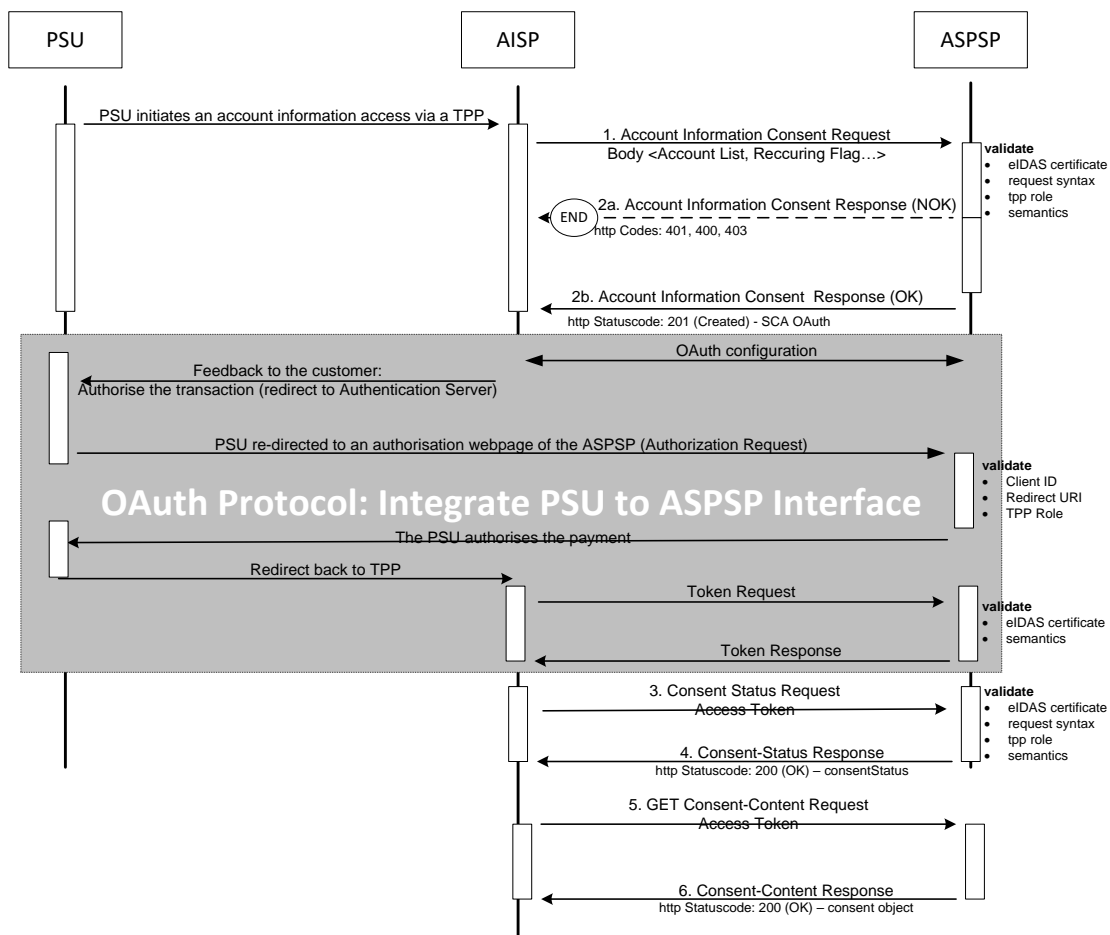 PSU
AISP
ASPSP
PSU initiates an account information access via a TPP
1. Account Information Consent Request
Body <Account List, Reccuring Flag…>
validate
• eIDAS certificate
• request syntax
• tpp role
• semantics
2a. Account Information Consent Response (NOK)
END
http Codes: 401, 400, 403
2b. Account Information Consent Response (OK)
http Statuscode: 201 (Created) - SCA OAuth
OAuth configuration
Feedback to the customer:
Authorise the transaction (redirect to Authentication Server)
PSU re-directed to an authorisation webpage of the ASPSP (Authorization Request)
validate
• Client ID
• Redirect URI
• TPP Role
OAuth Protocol: Integrate PSU to ASPSP Interface
The PSU authorises the payment
Redirect back to TPP
Token Request
validate
• eIDAS certificate
• semantics
Token Response
3. Consent Status Request
Access Token
validate
• eIDAS certificate
• request syntax
• tpp role
• semantics
4. Consent-Status Response
http Statuscode: 200 (OK) – consentStatus
5. GET Consent-Content Request
Access Token
6. Consent-Content Response
http Statuscode: 200 (OK) – consent object